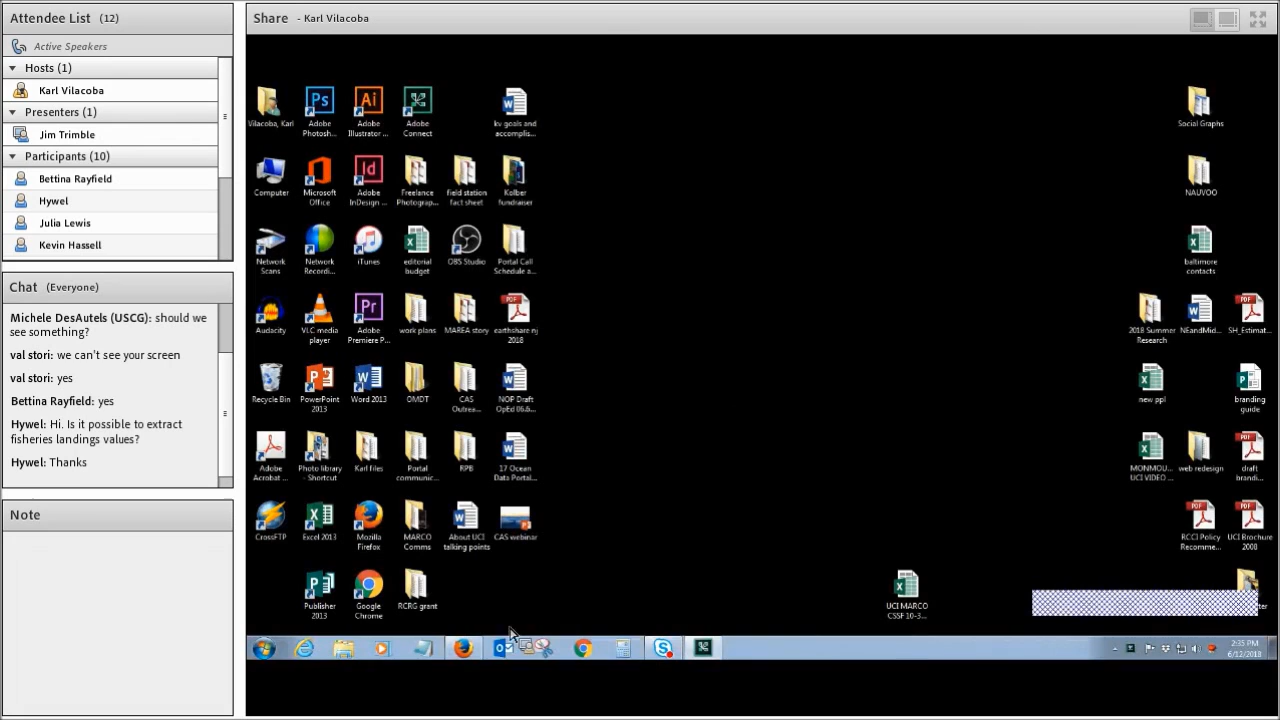 Attendee List (12)
Active Speakers
Hosts (1)
Karl Vilacoba
Presenters (1)
Jim Trimble
Participants (10)
Bettina Rayfield
Hywel
Julia Lewis
Kevin Hassell
Chat (Everyone)
Michele DesAutels (USCG): should we
see something?
val stori: we can't see your screen
val stori: yes
Bettina Rayfield: yes
Hywel: Hi. Is it possible to extract
fisheries landings values?
Hywel: Thanks
Note
Share - Karl Vilacoba
Vilacoba, Karl
Adobe
Photosh...
Adobe
Illustrator ...
Adobe
Connect
kv goals and
accomplis...
Social Graphs
Computer
Microsoft
Office
Adobe
InDesign ...
Freelance
Photograp...
field station
fact sheet
Kolber
fundraiser
NAUVOO
Network
Scans
Network
Recordi...
iTunes
editorial
budget
OBS Studio
Portal Call
Schedule a...
baltimore
contacts
Audacity
VLC media
player
Adobe
Premiere P...
work plans
MAREA story
earthshare nj
2018
2018 Summer
Research
NEandMid...
SH_Estimat...
Recycle Bin
PowerPoint
2013
Word 2013
OMDT
CAS
Outrea...
NOP Draft
OpEd 06.6...
new ppl
branding
guide
Adobe
Acrobat ...
Photo library
- Shortcut
Karl files
Portal
communic...
RPB
17 Ocean
Data Portal...
MONMOU...
UCI VIDEO ...
web redesign
draft
brandi...
CrossFTP
Excel 2013
Mozilla
Firefox
MARCO
Comms
About UCI
talking points
CAS webinar
RCCI Policy
Recomme...
UCI Brochure
2008
Publisher
2013
Google
Chrome
RCRG grant
UCI MARCO
CSSF 10-3...
2:35 PM
6/12/2018